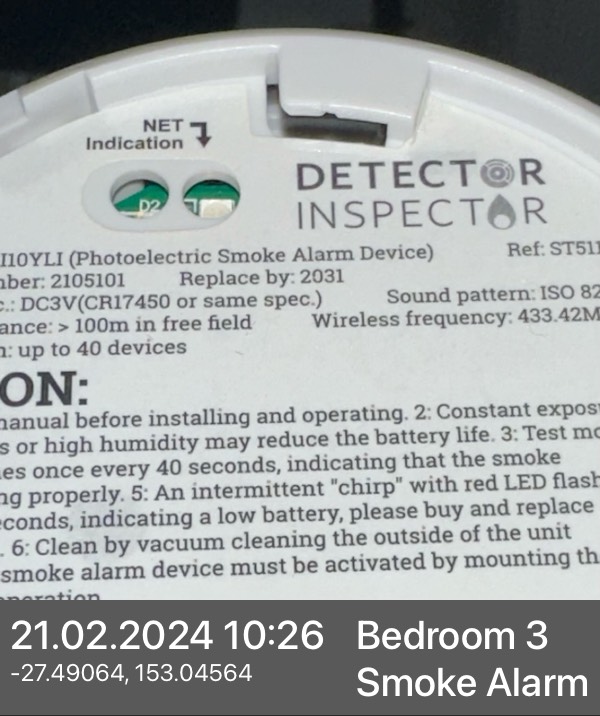 NET
Indication
D2
DETECTOR
INSPECTOR
I10YLI (Photoelectric Smoke Alarm Device) Ref: ST511
nber: 2105101 Replace by: 2031
c.: DC3V(CR17450 or same spec.) Sound pattern: ISO 82
ance: > 100m in free field Wireless frequency: 433.42M
n: up to 40 devices
ON:
manual before installing and operating. 2: Constant expos
s or high humidity may reduce the battery life. 3: Test mo
es once every 40 seconds, indicating that the smoke
ng properly. 5: An intermittent "chirp" with red LED flash
econds, indicating a low battery, please buy and replace
. 6: Clean by vacuum cleaning the outside of the unit
smoke alarm device must be activated by mounting th
21.02.2024 10:26 Bedroom 3
-27.49064, 153.04564 Smoke Alarm